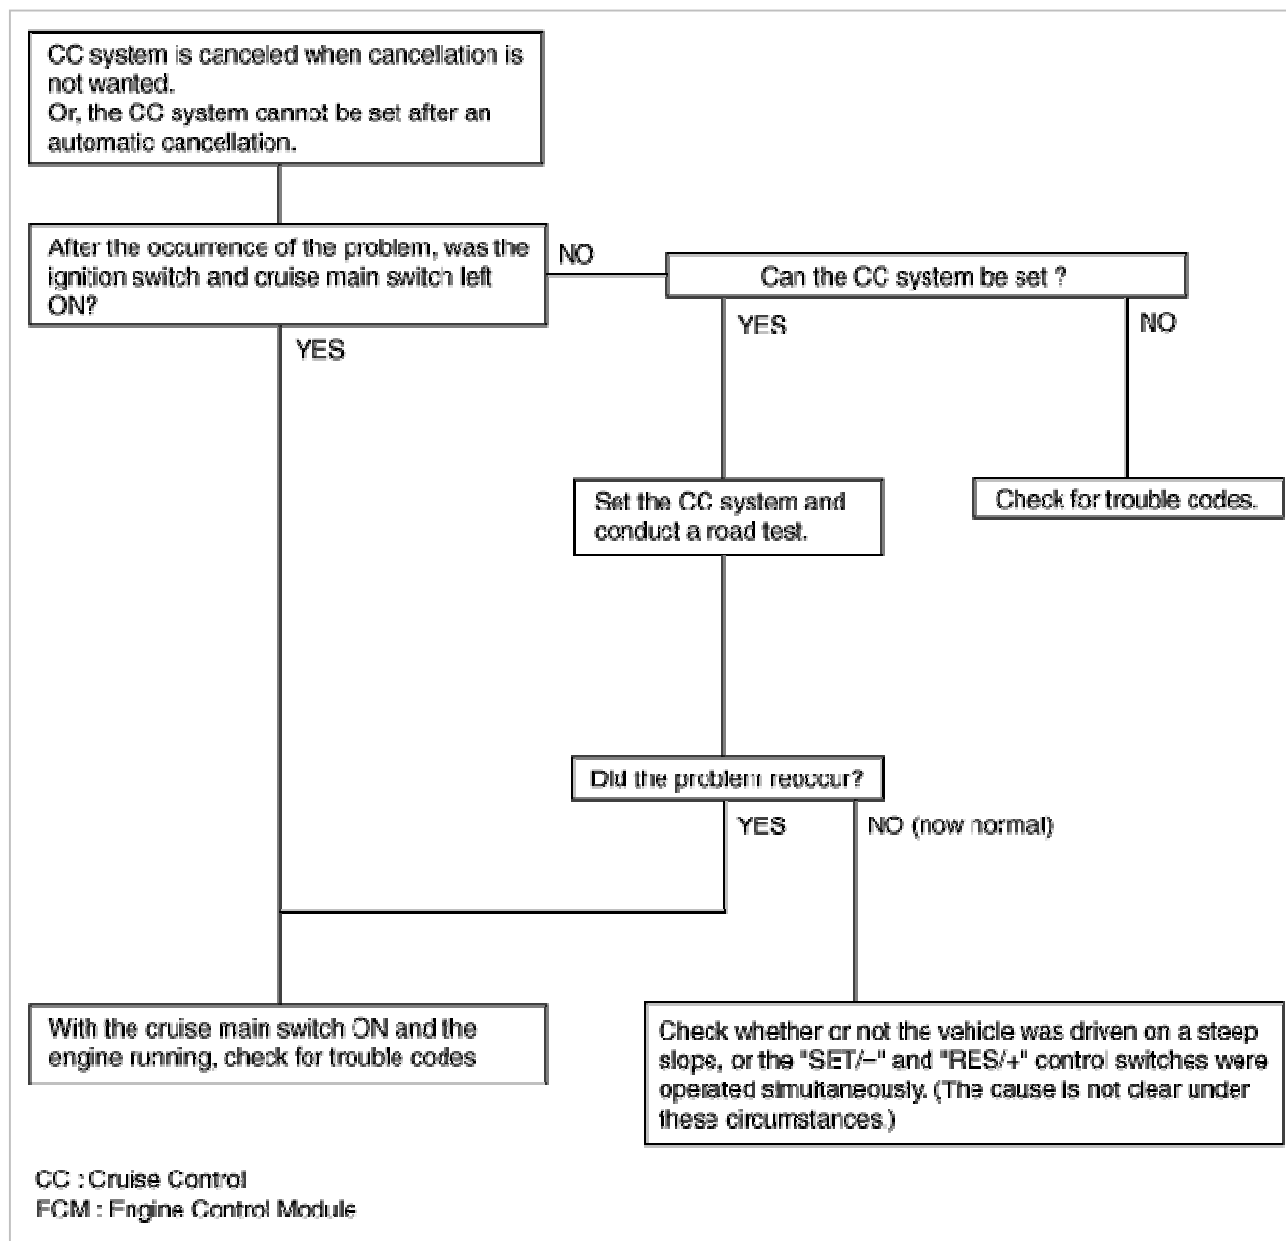 CC system is canceled when cancellation is
not wanted.
Or, the CC system cannot be set after an
automatic cancellation.
After the occurrence of the problem, was the
ignition switch and cruise main switch left
ON?
NO
Can the CC system be set ?
YES
NO
YES
Set the CC system and
conduct a road test.
Check for trouble codes.
Did the problem reoccur?
YES
NO (now normal)
With the cruise main switch ON and the
engine running, check for trouble codes
Check whether or not the vehicle was driven on a steep
slope, or the "SET/–" and "RES/+" control switches were
operated simultaneously. (The cause is not clear under
these circumstances.)
CC : Cruise Control
ECM : Engine Control Module